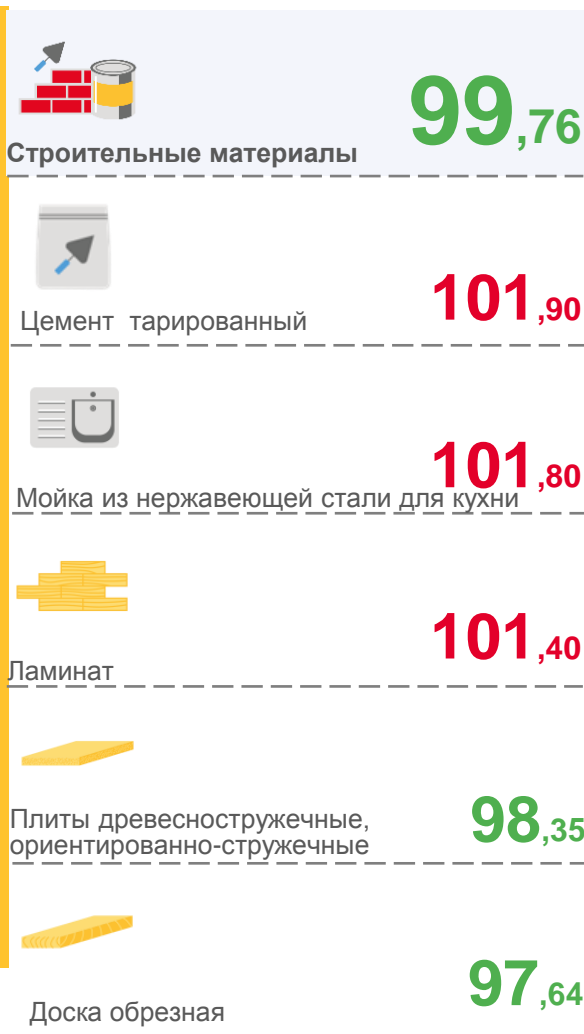 99,76
Строительные материалы
101,90
Цемент тарированный
101,80
Мойка из нержавеющей стали для кухни
101,40
Ламинат
Плиты древесностружечные,
ориентированно-стружечные
98,35
97,64
Доска обрезная